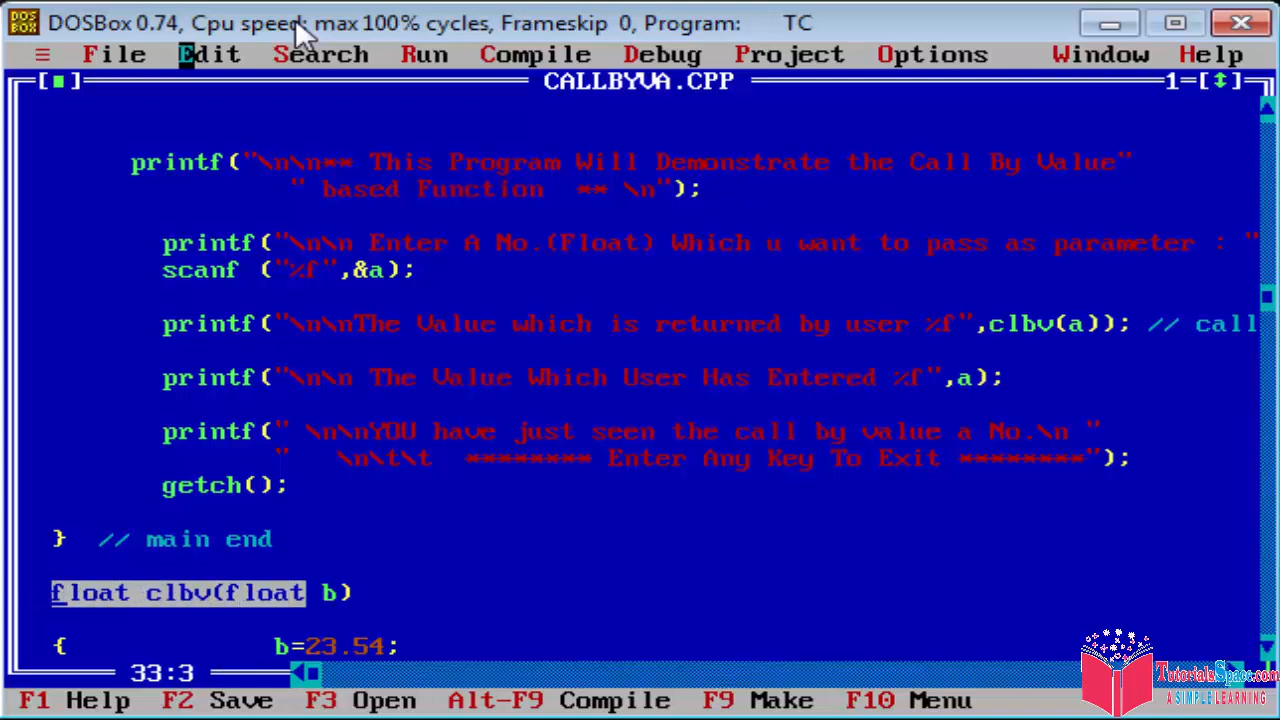 DOS BOX DOSBox 0.74, Cpu speed: max 100% cycles, Frameskip 0, Program: TC
≡ File Edit Search Run Compile Debug Project Options Window Help
[■] CALLBYVA.CPP 1=[↕]
printf("\n\n** This Program Will Demonstrate the Call By Value"
" based Function ** \n");
printf("\n\n Enter A No.(Float) Which u want to pass as parameter : "
scanf ("%f",&a);
printf("\n\nThe Value which is returned by user %f",clbv(a)); // call
printf("\n\n The Value Which User Has Entered %f",a);
printf(" \n\nYOU have just seen the call by value a No.\n "
" \n\t\t ******** Enter Any Key To Exit ********");
getch();
} // main end
float clbv(float b)
{ b=23.54;
33:3
F1 Help F2 Save F3 Open Alt-F9 Compile F9 Make F10 Menu
TutorialsSpace.com
A SIMPLE LEARNING